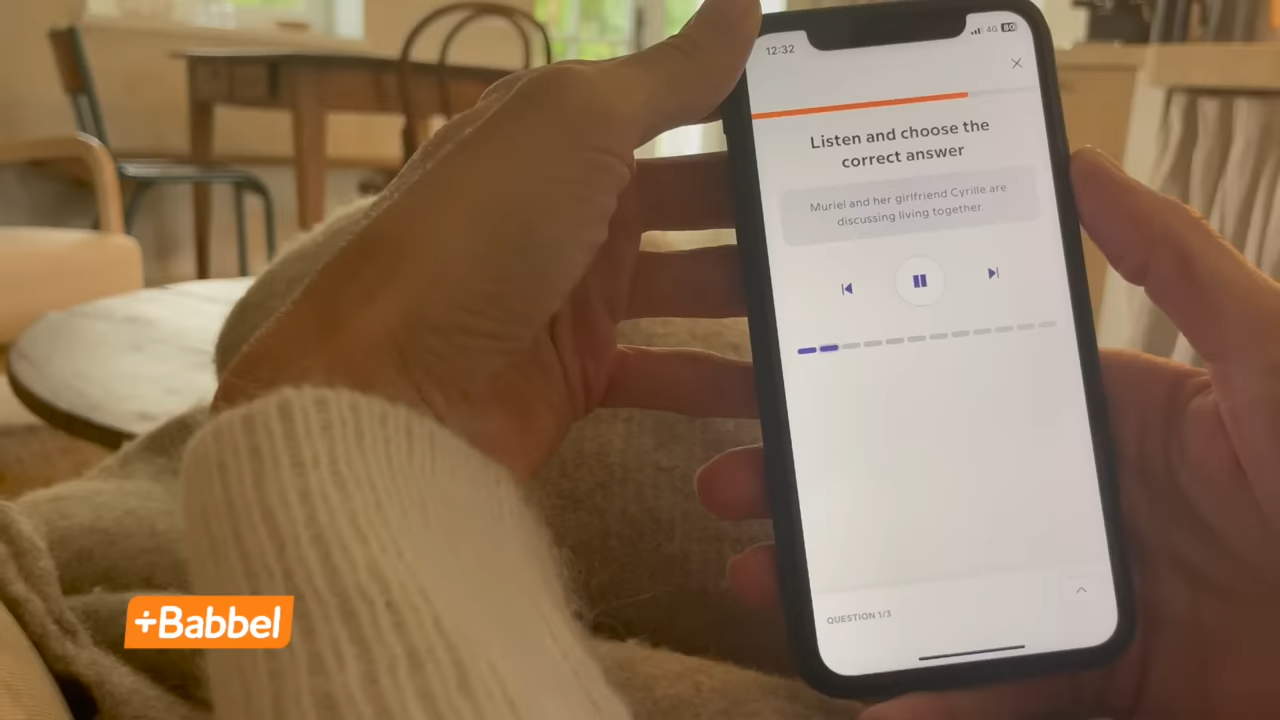 12:32
4G 80
Listen and choose the
correct answer
Muriel and her girlfriend Cyrille are
discussing living together.
QUESTION 1/3
+Babbel